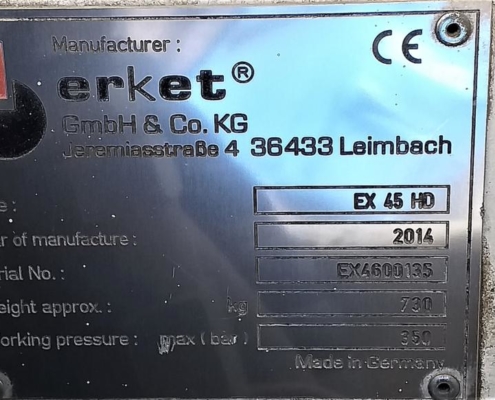 Manufacturer :
CE
erket®
GmbH & Co. KG
Jeremiasstraße 4 36433 Leimbach
e : EX 45 HD
ar of manufacture : 2014
rial No. : EX4600135
eight approx. : kg 730
orking pressure : max ( bar ) 350
Made in Germany